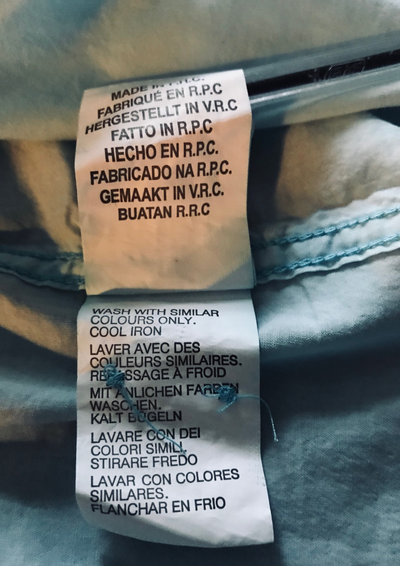 MADE IN P.R.C.
FABRIQUÉ EN R.P.C
HERGESTELLT IN V.R.C
FATTO IN R.P.C
HECHO EN R.P.C.
FABRICADO NA R.P.C.
GEMAAKT IN V.R.C.
BUATAN R.R.C
WASH WITH SIMILAR
COLOURS ONLY.
COOL IRON
LAVER AVEC DES
COULEURS SIMILAIRES.
REPASSAGE À FROID
MIT ANLICHEN FARBEN
WASCHEN.
KALT BÜGELN
LAVARE CON DEI
COLORI SIMILI.
STIRARE FREDO
LAVAR CON COLORES
SIMILARES.
PLANCHAR EN FRIO